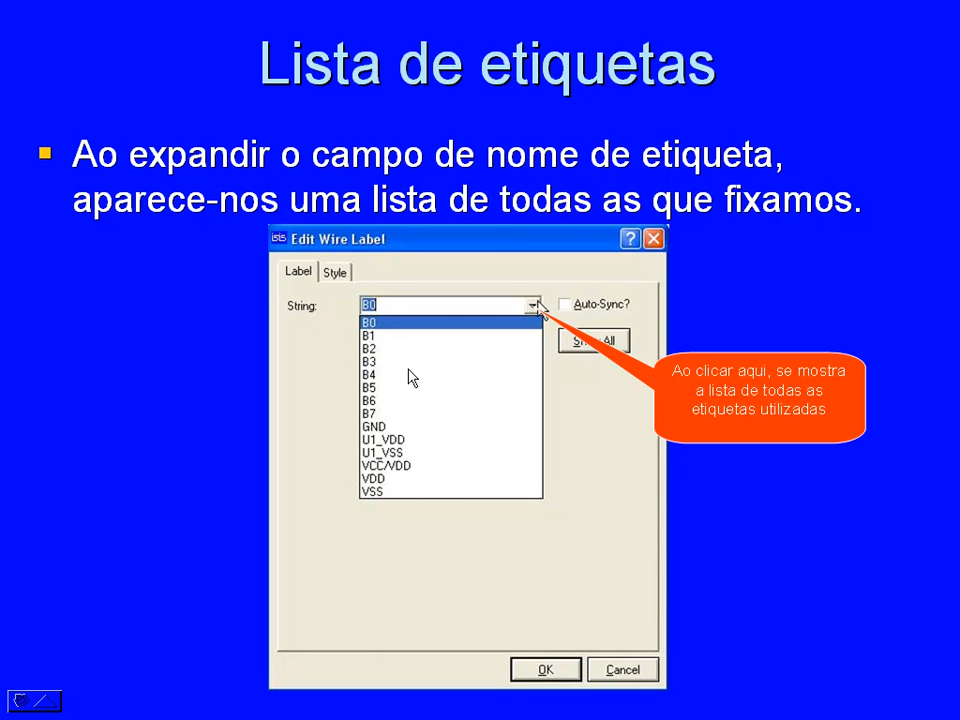 Lista de etiquetas
Ao expandir o campo de nome de etiqueta,
aparece-nos uma lista de todas as que fixamos.
isis Edit Wire Label
Label Style
String: B0 Auto-Sync?
B0
B1
B2
B3
B4
B5
B6
B7
GND
U1_VDD
U1_VSS
VCC/VDD
VDD
VSS
All
Ao clicar aqui, se mostra
a lista de todas as
etiquetas utilizadas
OK Cancel